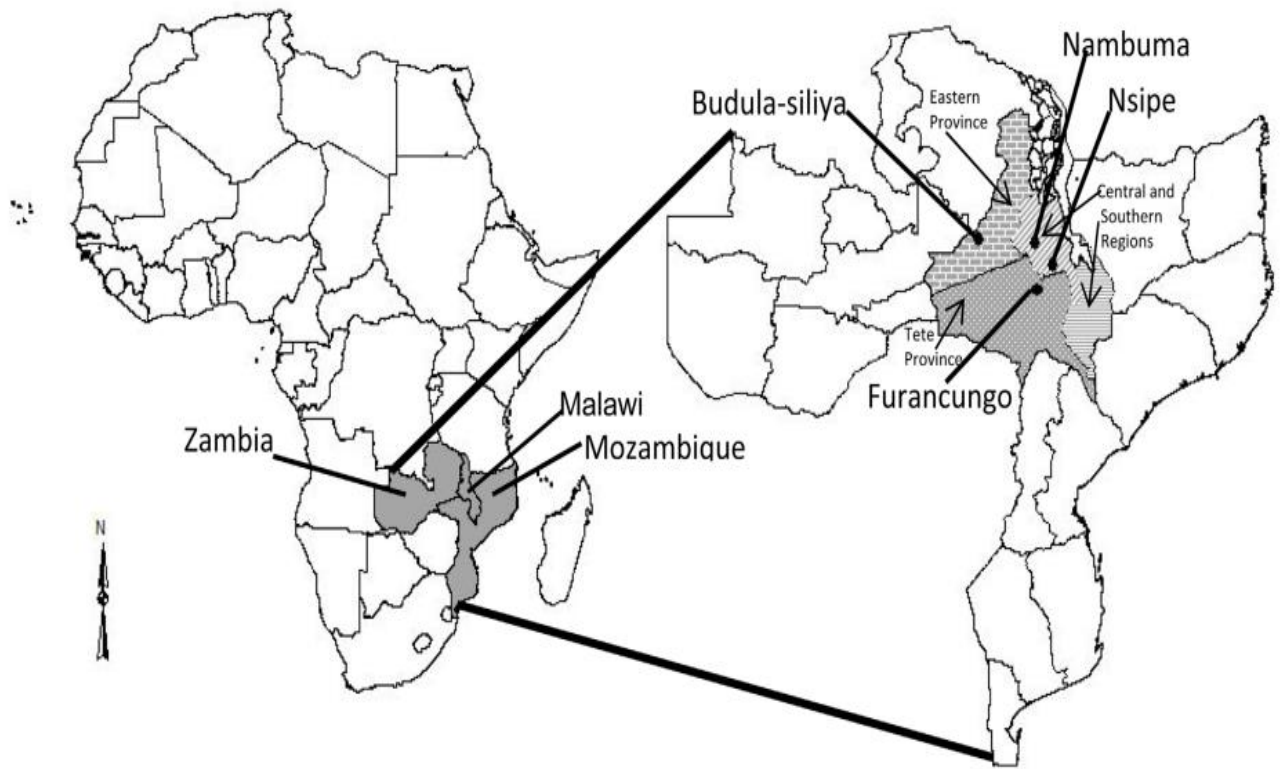 Nambuma
Budula-siliya
Eastern
Province
Nsipe
Central and
Southern
Regions
Tete
Province
Furancungo
Malawi
Zambia
Mozambique
N